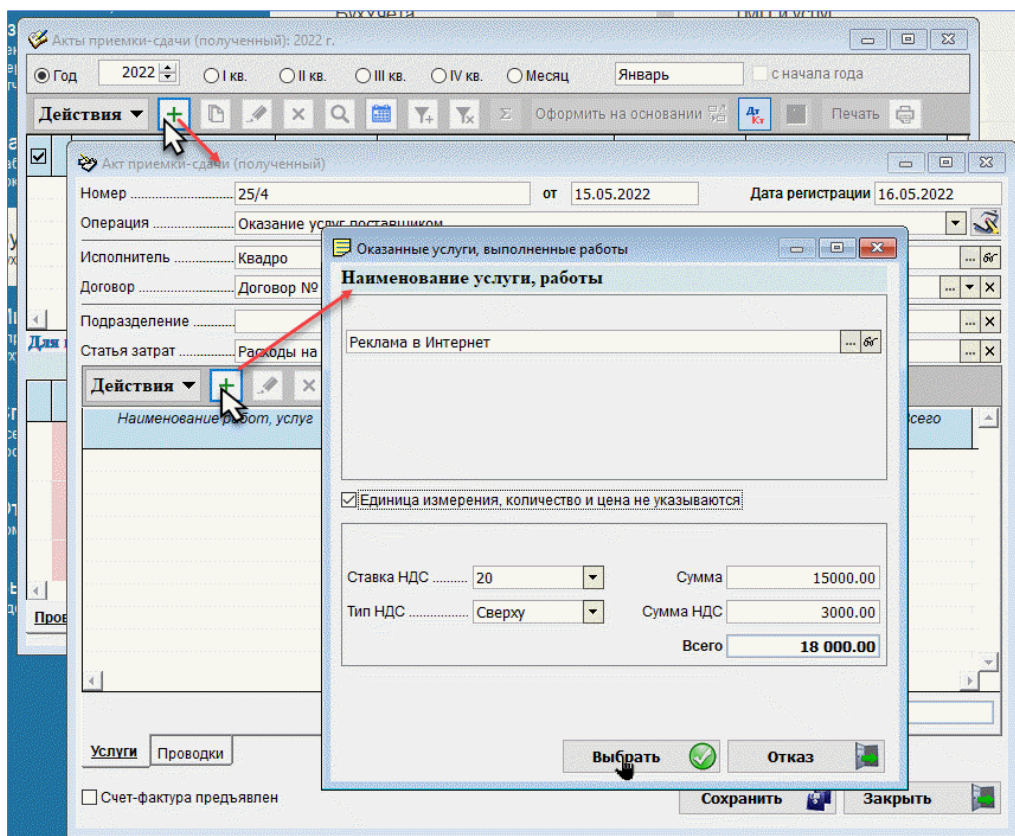 Акты приемки-сдачи (полученный): 2022 г.
Год 2022 I кв. II кв. III кв. IV кв. Месяц Январь с начала года
Действия Σ Оформить на основании Дт Кт Печать
Акт приемки-сдачи (полученный)
Номер 25/4 от 15.05.2022 Дата регистрации 16.05.2022
Операция Оказание услуг поставщиком
Исполнитель Квадро
Договор Договор №
Подразделение
Статья затрат Расходы на
Для
Действия
Наименование работ, услуг
Всего
Оказанные услуги, выполненные работы
Наименование услуги, работы
Реклама в Интернет
Единица измерения, количество и цена не указываются
Ставка НДС 20 Сумма 15000.00
Тип НДС Сверху Сумма НДС 3000.00
Всего 18 000.00
Выбрать Отказ
Пров
Услуги Проводки
Счет-фактура предъявлен
Сохранить Закрыть